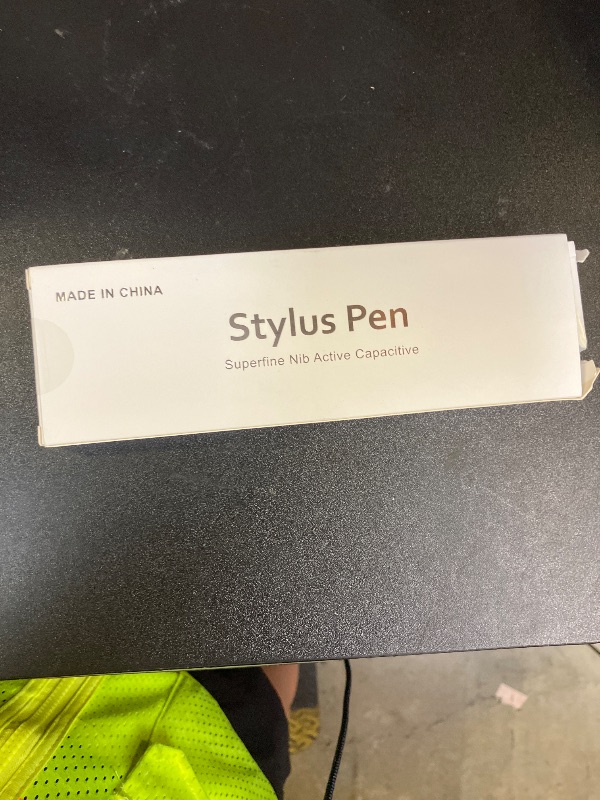 MADE IN CHINA
Stylus Pen
Superfine Nib Active Capacitive